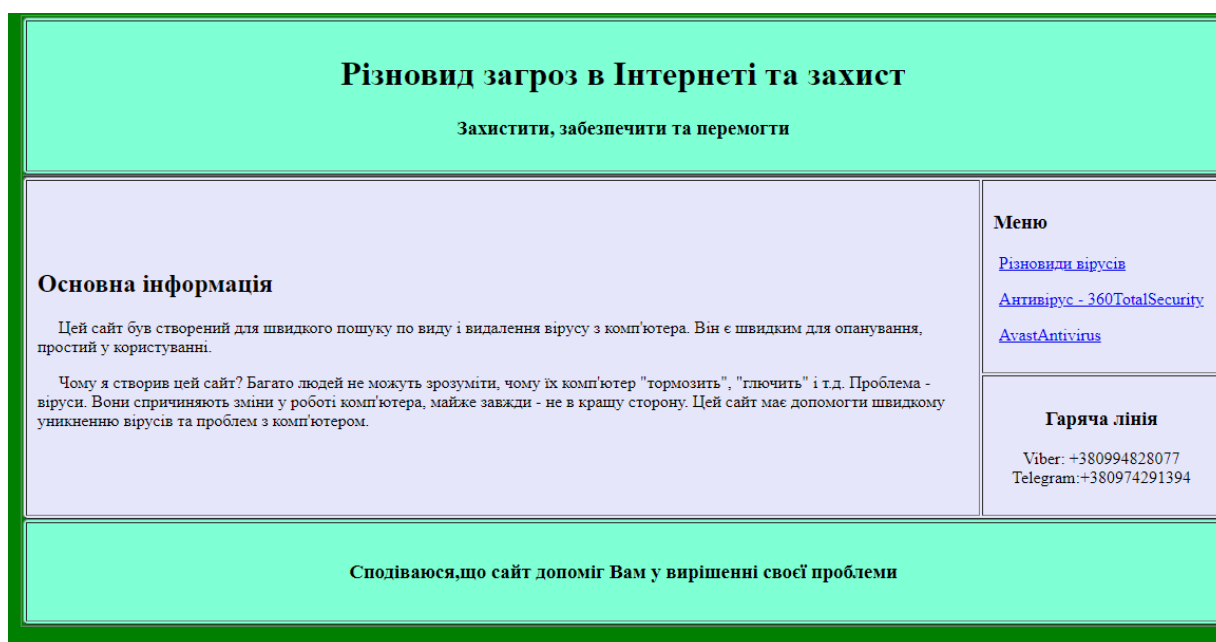 Різновид загроз в Інтернеті та захист
Захистити, забезпечити та перемогти
Основна інформація
Цей сайт був створений для швидкого пошуку по виду і видалення вірусу з комп'ютера. Він є швидким для опанування,
простий у користуванні.
Чому я створив цей сайт? Багато людей не можуть зрозуміти, чому їх комп'ютер "тормозить", "глючить" і т.д. Проблема -
віруси. Вони спричиняють зміни у роботі комп'ютера, майже завжди - не в кращу сторону. Цей сайт має допомогти швидкому
уникненню вірусів та проблем з комп'ютером.
Меню
Різновиди вірусів
Антивірус - 360TotalSecurity
AvastAntivirus
Гаряча лінія
Viber: +380994828077
Telegram:+380974291394
Сподіваюся,що сайт допоміг Вам у вирішенні своєї проблеми